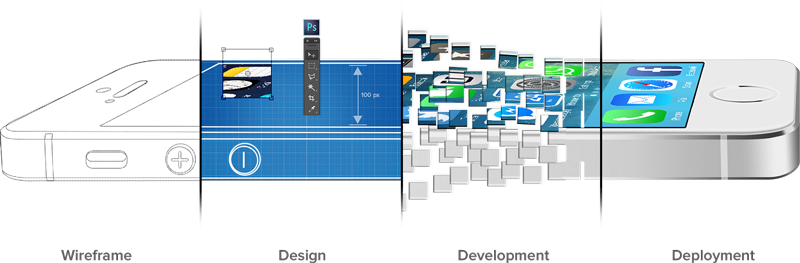 Ps
100 px
Wireframe
Design
Development
Deployment